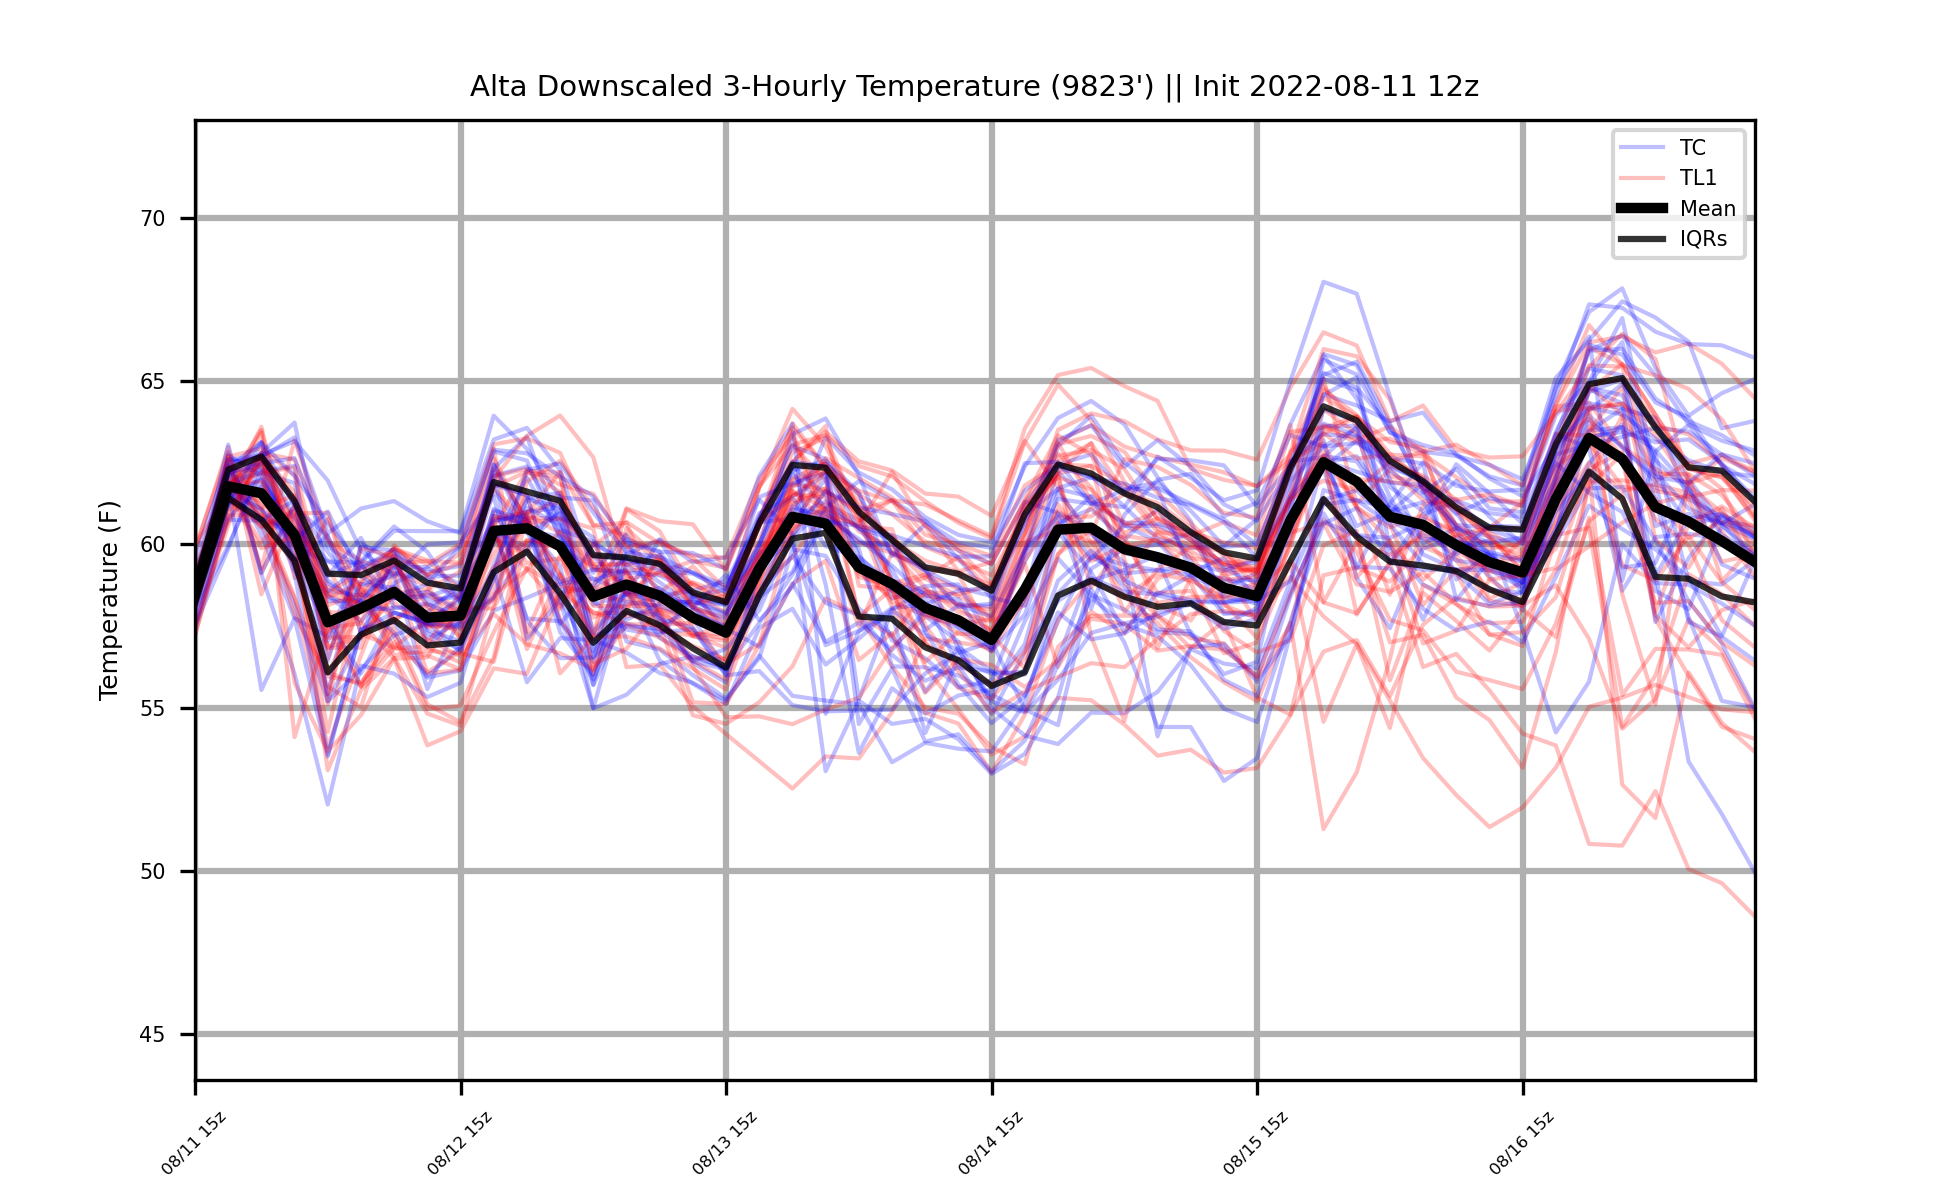 Alta Downscaled 3-Hourly Temperature (9823') || Init 2022-08-11 12z
TC
TL1
Mean
IQRs
Temperature (F)
70
65
60
55
50
45
08/11 15z
08/12 15z
08/13 15z
08/14 15z
08/15 15z
08/16 15z